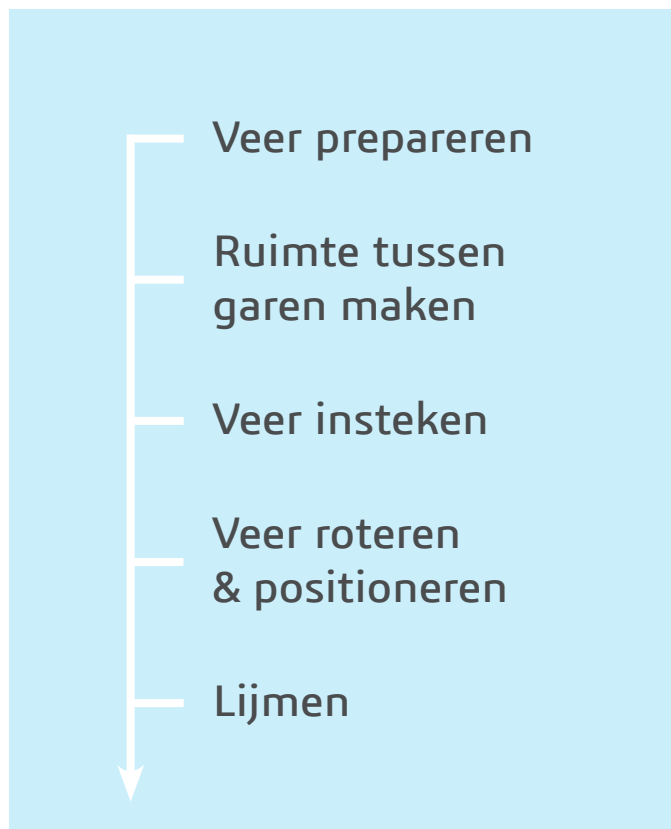 Veer prepareren
Ruimte tussen
garen maken
Veer insteken
Veer roteren
& positioneren
Lijmen